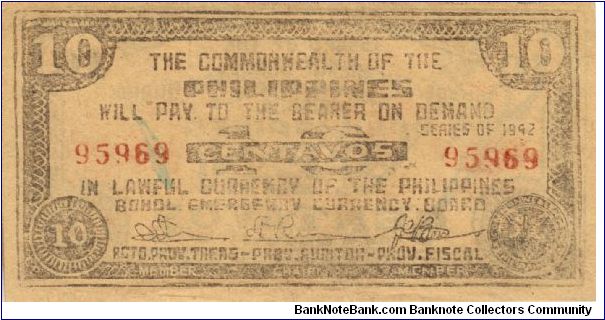 10 10
THE COMMONWEALTH OF THE
PHILIPPINES
WILL PAY TO THE BEARER ON DEMAND
SERIES OF 1942
95969 10 CENTAVOS 95969
IN LAWFUL CURRENCY OF THE PHILIPPINES
BOHOL EMERGENCY CURRENCY BOARD
10
ACTG.PROV.TREAS-PROV.AUDITOR-PROV.FISCAL
MEMBER CHAIRMAN MEMBER
BankNoteBank.com Banknote Collectors Community